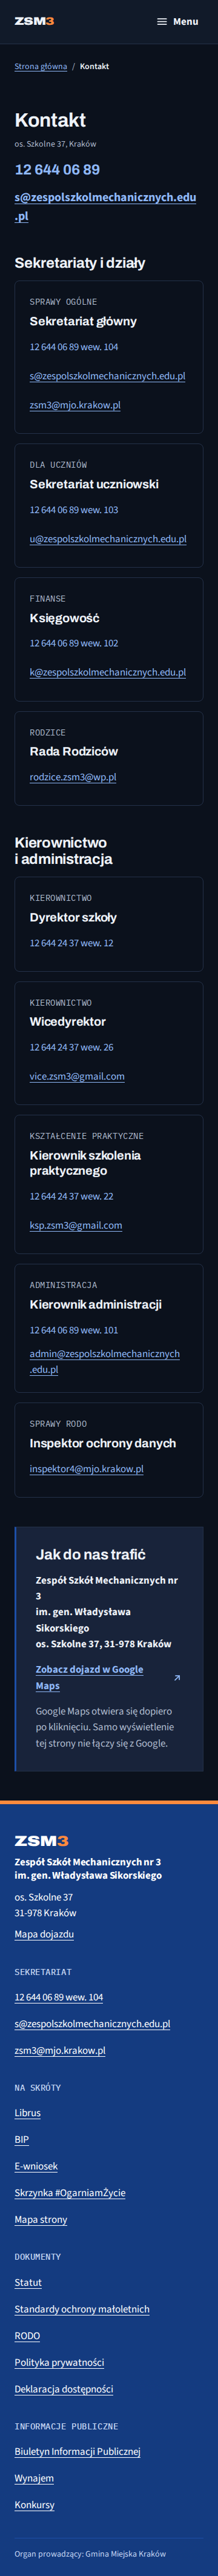 ZSM3
Menu
Strona główna / Kontakt
Kontakt
os. Szkolne 37, Kraków
12 644 06 89
s@zespolszkolmechanicznych.edu
.pl
Sekretariaty i działy
SPRAWY OGÓLNE
Sekretariat główny
12 644 06 89 wew. 104
s@zespolszkolmechanicznych.edu.pl
zsm3@mjo.krakow.pl
DLA UCZNIÓW
Sekretariat uczniowski
12 644 06 89 wew. 103
u@zespolszkolmechanicznych.edu.pl
FINANSE
Księgowość
12 644 06 89 wew. 102
k@zespolszkolmechanicznych.edu.pl
RODZICE
Rada Rodziców
rodzice.zsm3@wp.pl
Kierownictwo
i administracja
KIEROWNICTWO
Dyrektor szkoły
12 644 24 37 wew. 12
KIEROWNICTWO
Wicedyrektor
12 644 24 37 wew. 26
vice.zsm3@gmail.com
KSZTAŁCENIE PRAKTYCZNE
Kierownik szkolenia
praktycznego
12 644 24 37 wew. 22
ksp.zsm3@gmail.com
ADMINISTRACJA
Kierownik administracji
12 644 06 89 wew. 101
admin@zespolszkolmechanicznych
.edu.pl
SPRAWY RODO
Inspektor ochrony danych
inspektor4@mjo.krakow.pl
Jak do nas trafić
Zespół Szkół Mechanicznych nr
3
im. gen. Władysława
Sikorskiego
os. Szkolne 37, 31-978 Kraków
Zobacz dojazd w Google
Maps
Google Maps otwiera się dopiero
po kliknięciu. Samo wyświetlenie
tej strony nie łączy się z Google.
ZSM3
Zespół Szkół Mechanicznych nr 3
im. gen. Władysława Sikorskiego
os. Szkolne 37
31-978 Kraków
Mapa dojazdu
SEKRETARIAT
12 644 06 89 wew. 104
s@zespolszkolmechanicznych.edu.pl
zsm3@mjo.krakow.pl
NA SKRÓTY
Librus
BIP
E-wniosek
Skrzynka #OgarniamŻycie
Mapa strony
DOKUMENTY
Statut
Standardy ochrony małoletnich
RODO
Polityka prywatności
Deklaracja dostępności
INFORMACJE PUBLICZNE
Biuletyn Informacji Publicznej
Wynajem
Konkursy
Organ prowadzący: Gmina Miejska Kraków